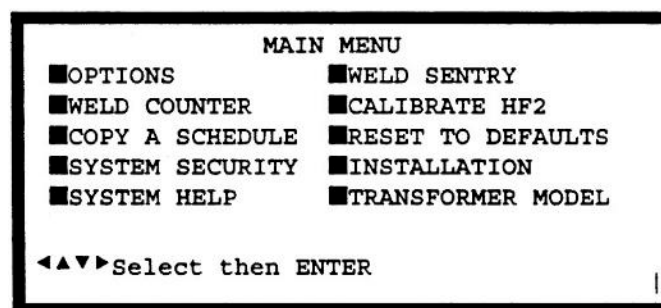 MAIN MENU
■OPTIONS ■WELD SENTRY
■WELD COUNTER ■CALIBRATE HF2
■COPY A SCHEDULE ■RESET TO DEFAULTS
■SYSTEM SECURITY ■INSTALLATION
■SYSTEM HELP ■TRANSFORMER MODEL
◀▲▼▶Select then ENTER